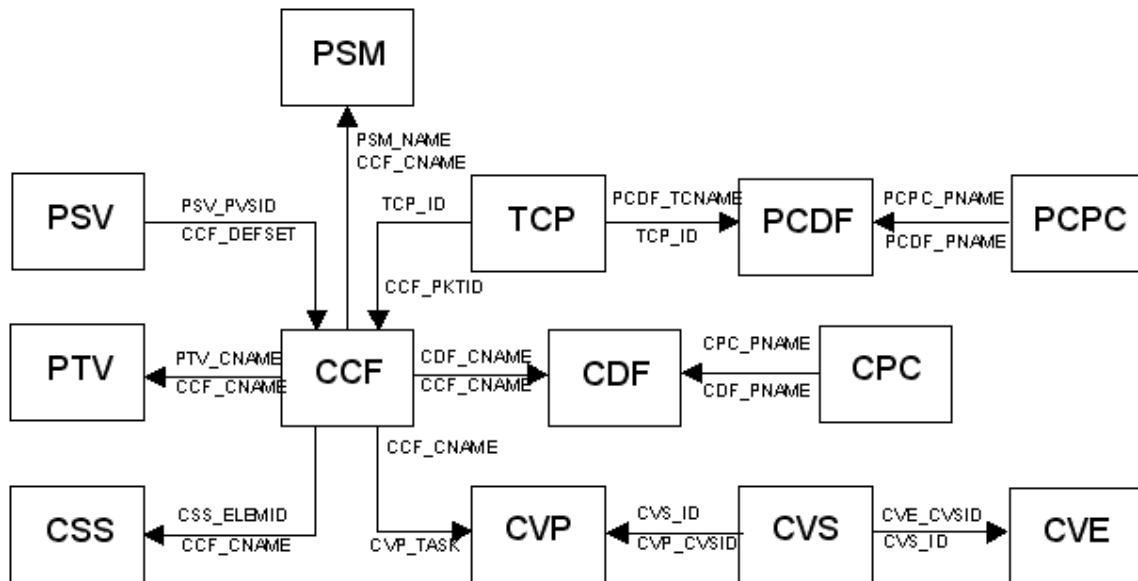 PSM
PSM_NAME
CCF_CNAME
PSV
PSV_PVSID
CCF_DEFSET
TCP_ID
TCP
PCDF_TCNAME
TCP_ID
PCDF
PCPC_PNAME
PCDF_PNAME
PCPC
CCF_PKTID
PTV
PTV_CNAME
CCF_CNAME
CCF
CDF_CNAME
CCF_CNAME
CDF
CPC_PNAME
CDF_PNAME
CPC
CCF_CNAME
CSS
CSS_ELEMID
CCF_CNAME
CVP_TASK
CVP
CVS_ID
CVP_CVSID
CVS
CVE_CVSID
CVS_ID
CVE